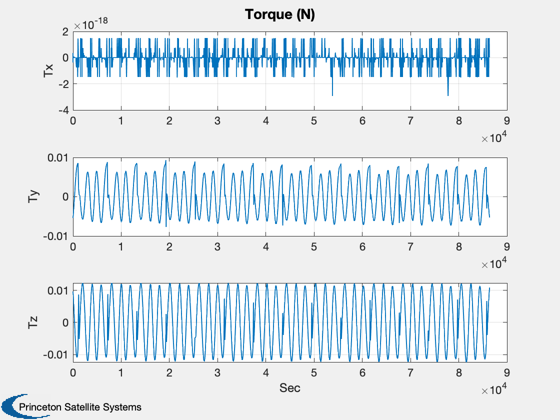 Torque (N)
×10⁻¹⁸
2
0
-2
-4
Tx
0 1 2 3 4 5 6 7 8 9
×10⁴
0.01
0
-0.01
Ty
0 1 2 3 4 5 6 7 8 9
×10⁴
0.01
0
-0.01
Tz
0 1 2 3 4 5 6 7 8 9
Sec
×10⁴
Princeton Satellite Systems